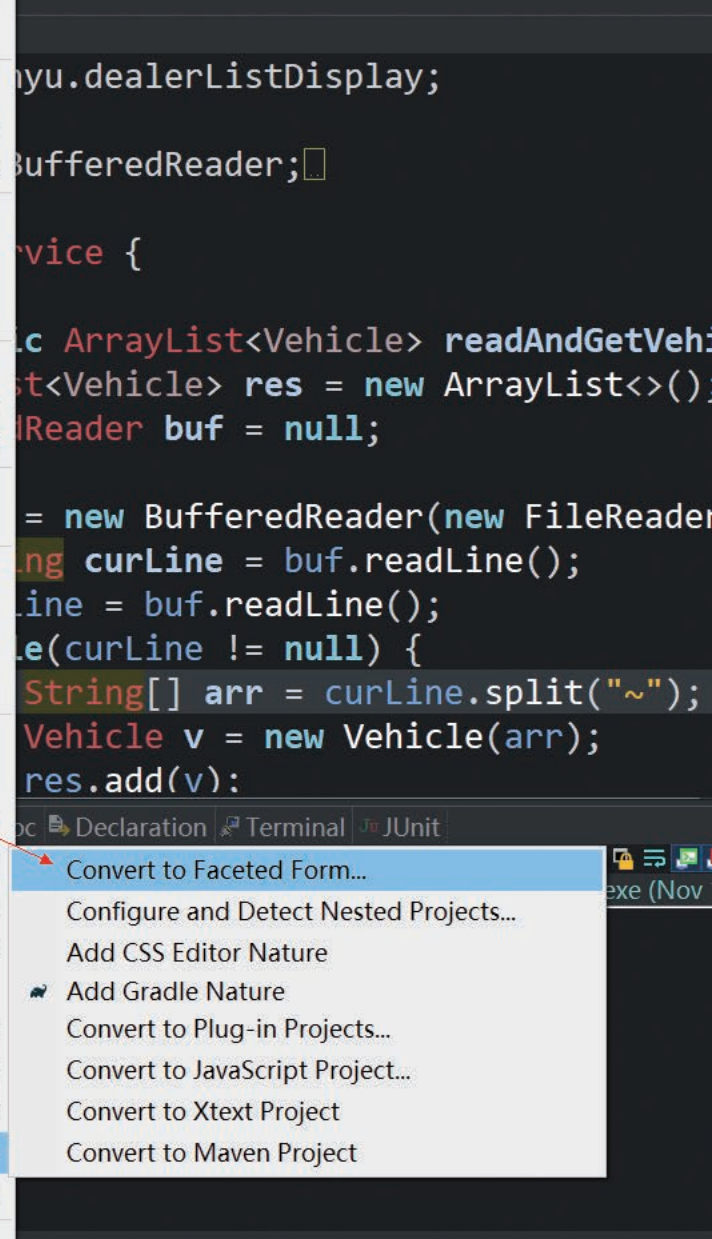 nyu.dealerListDisplay;
BufferedReader;
rvice {
ic ArrayList<Vehicle> readAndGetVehi
st<Vehicle> res = new ArrayList<>();
dReader buf = null;
= new BufferedReader(new FileReader
ing curLine = buf.readLine();
Line = buf.readLine();
le(curLine != null) {
String[] arr = curLine.split("~");
Vehicle v = new Vehicle(arr);
res.add(v);
oc Declaration Terminal JUnit
exe (Nov
Convert to Faceted Form...
Configure and Detect Nested Projects...
Add CSS Editor Nature
Add Gradle Nature
Convert to Plug-in Projects...
Convert to JavaScript Project...
Convert to Xtext Project
Convert to Maven Project